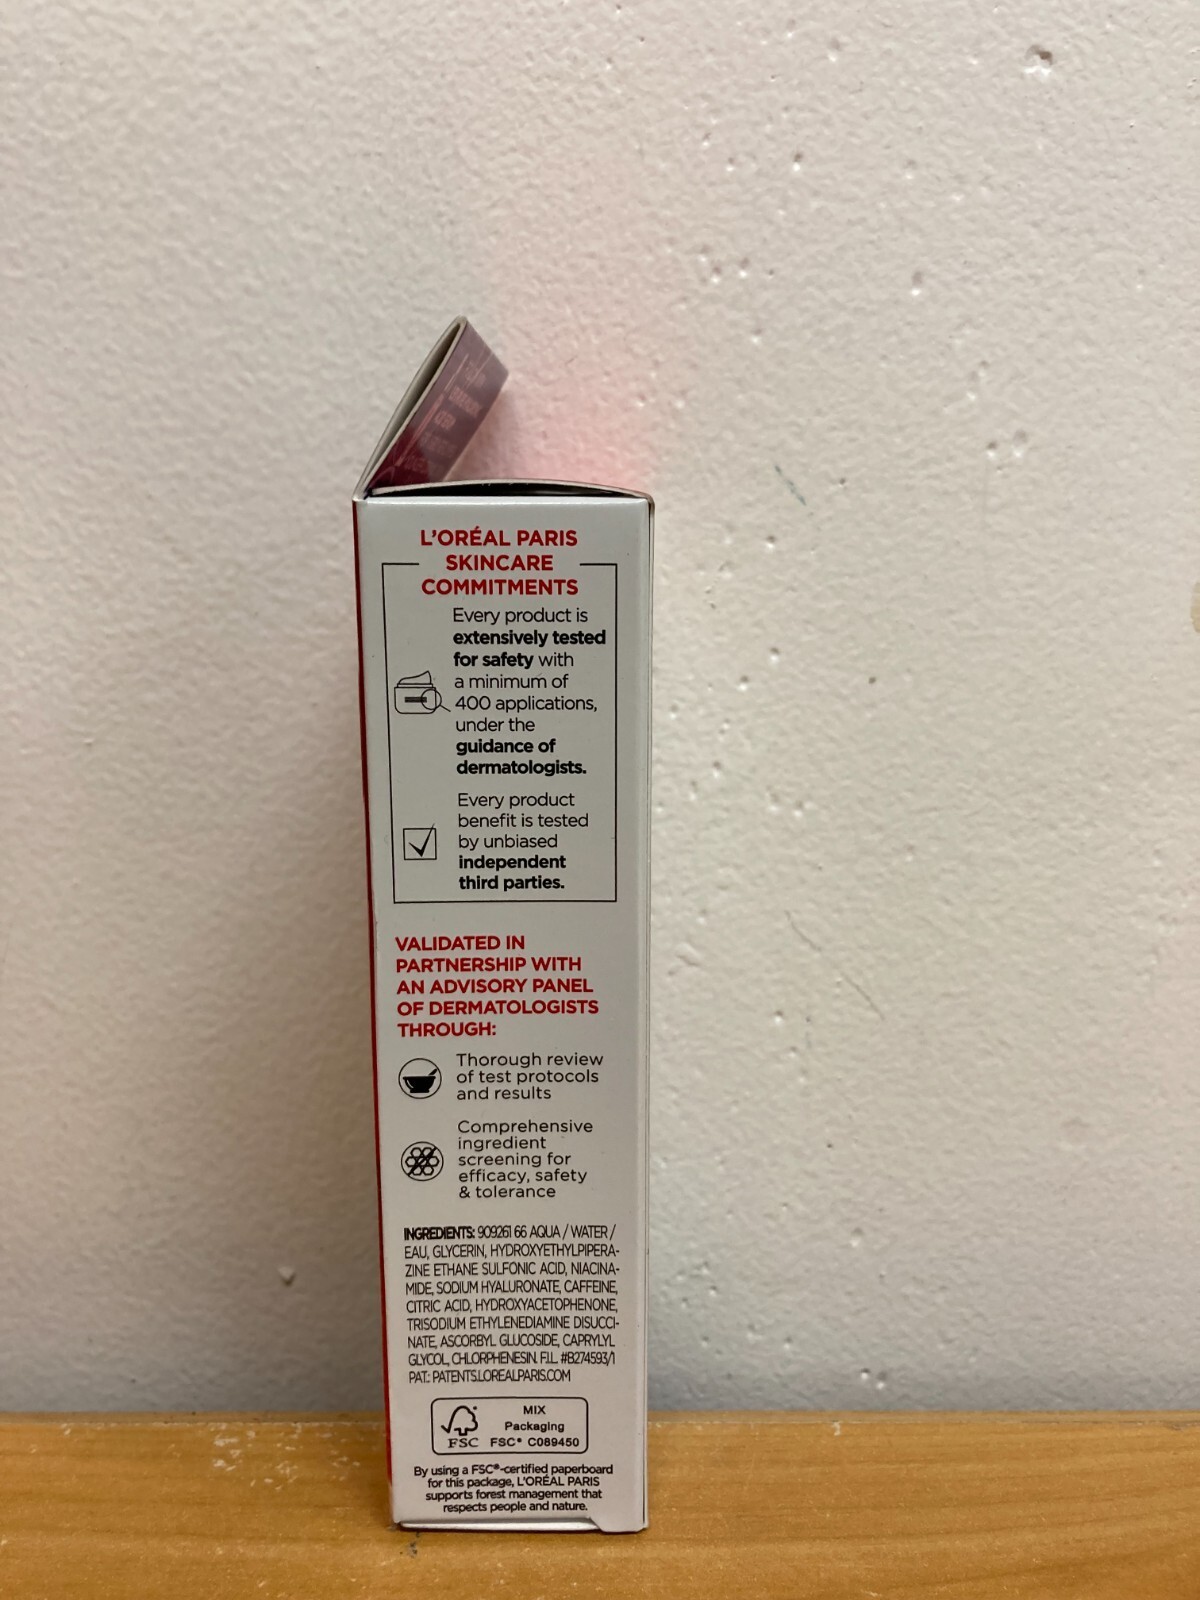 L'ORÉAL PARIS
SKINCARE
COMMITMENTS
Every product is
extensively tested
for safety with
a minimum of
400 applications,
under the
guidance of
dermatologists.
Every product
benefit is tested
by unbiased
independent
third parties.
VALIDATED IN
PARTNERSHIP WITH
AN ADVISORY PANEL
OF DERMATOLOGISTS
THROUGH:
Thorough review
of test protocols
and results
Comprehensive
ingredient
screening for
efficacy, safety
& tolerance
INGREDIENTS: 909261 66 AQUA / WATER /
EAU, GLYCERIN, HYDROXYETHYLPIPERA-
ZINE ETHANE SULFONIC ACID, NIACINA-
MIDE, SODIUM HYALURONATE, CAFFEINE,
CITRIC ACID, HYDROXYACETOPHENONE,
TRISODIUM ETHYLENEDIAMINE DISUCCI-
NATE, ASCORBYL GLUCOSIDE, CAPRYLYL
GLYCOL, CHLORPHENESIN. F.I.L. #B274593/1
PAT.: PATENTS.LOREALPARIS.COM
MIX
Packaging
FSC FSC® C089450
By using a FSC®-certified paperboard
for this package, L'ORÉAL PARIS
supports forest management that
respects people and nature.